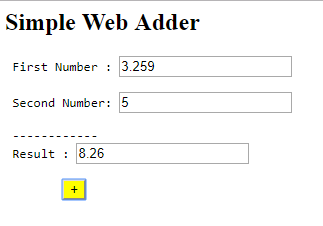 Simple Web Adder
First Number : 3.259
Second Number: 5
------------
Result : 8.26
+